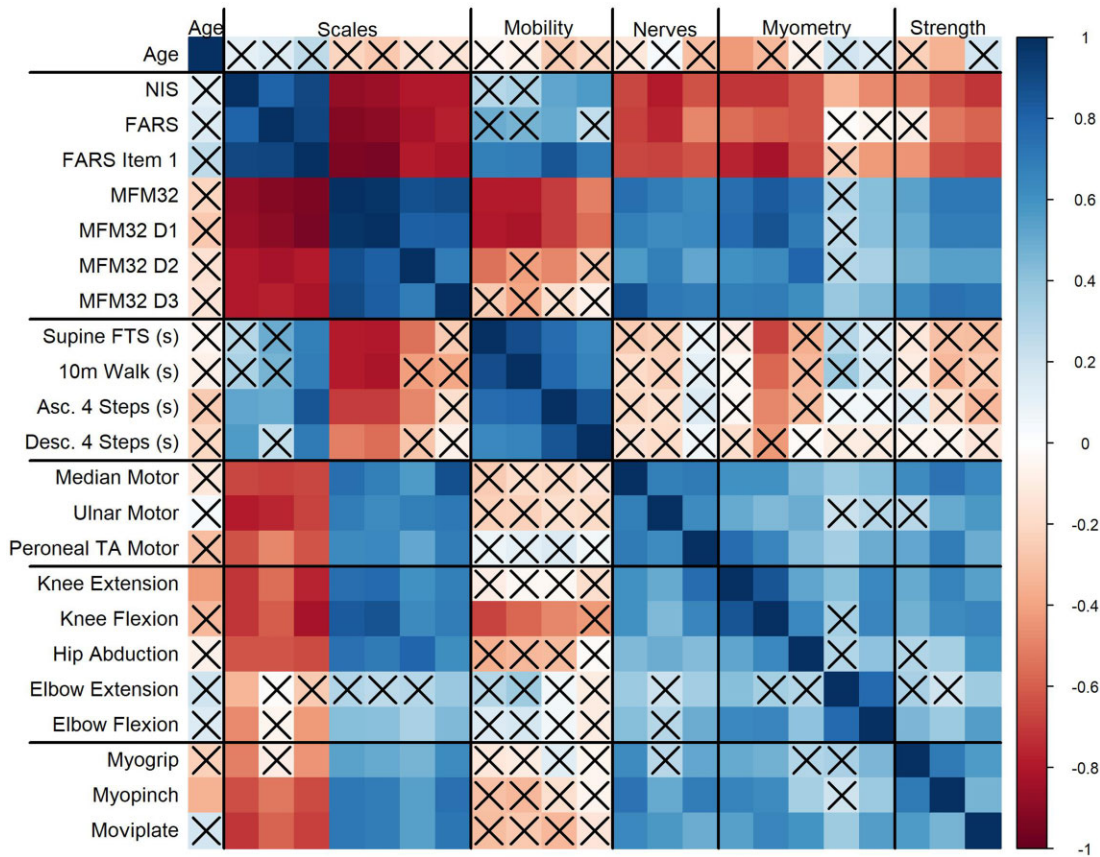 Age Scales Mobility Nerves Myometry Strength
Age
NIS
FARS
FARS Item 1
MFM32
MFM32 D1
MFM32 D2
MFM32 D3
Supine FTS (s)
10m Walk (s)
Asc. 4 Steps (s)
Desc. 4 Steps (s)
Median Motor
Ulnar Motor
Peroneal TA Motor
Knee Extension
Knee Flexion
Hip Abduction
Elbow Extension
Elbow Flexion
Myogrip
Myopinch
Moviplate
1
0.8
0.6
0.4
0.2
0
-0.2
-0.4
-0.6
-0.8
-1